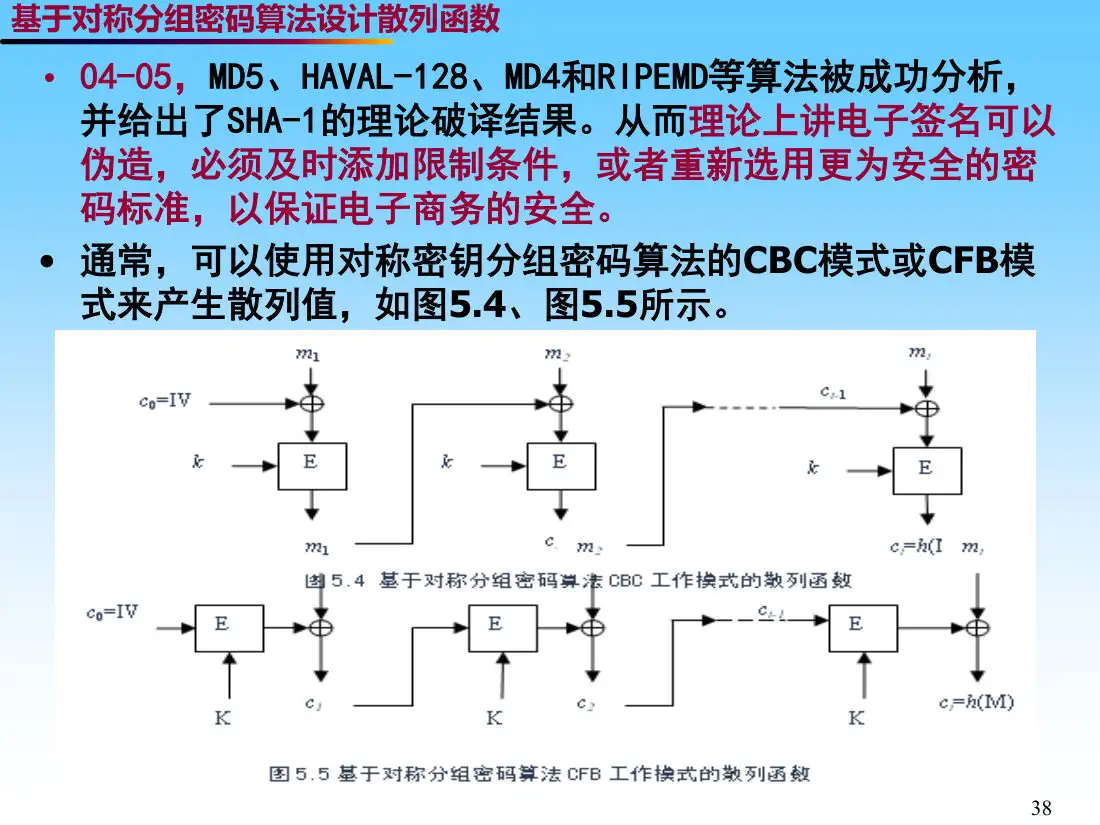 基于对称分组密码算法设计散列函数
• 04-05，MD5、HAVAL-128、MD4和RIPEMD等算法被成功分析，
并给出了SHA-1的理论破译结果。从而理论上讲电子签名可以
伪造，必须及时添加限制条件，或者重新选用更为安全的密
码标准，以保证电子商务的安全。
• 通常，可以使用对称密钥分组密码算法的CBC模式或CFB模
式来产生散列值，如图5.4、图5.5所示。
m1 m2 ml
c0=IV cl-1
k E k E k E
m1 c m2 cl=h(I ml
图 5.4 基于对称分组密码算法 CBC 工作模式的散列函数
c0=IV E E cl-1 E
c1 c2 cl=h(M)
K K K
图 5.5 基于对称分组密码算法 CFB 工作模式的散列函数
38